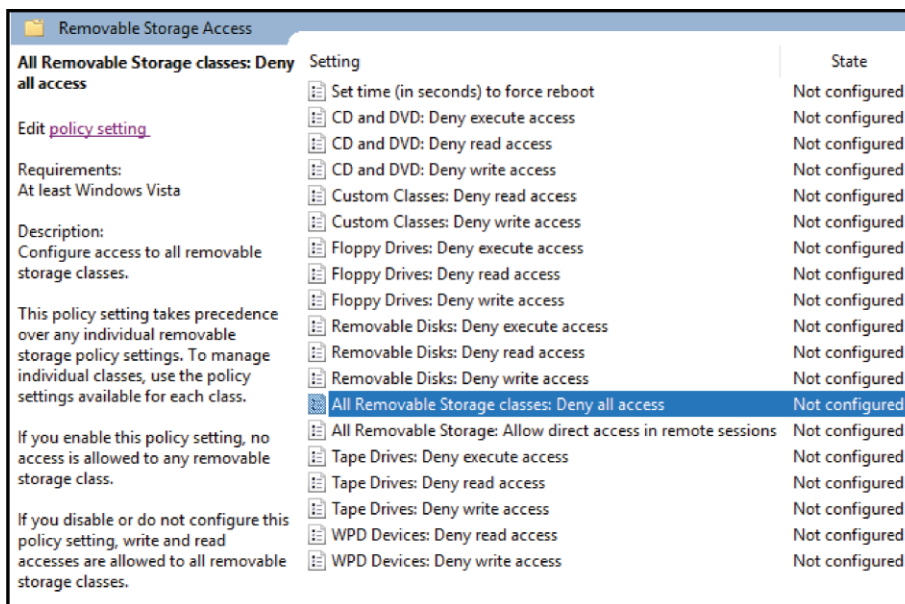 Removable Storage Access
All Removable Storage classes: Deny
all access
Edit policy setting
Requirements:
At least Windows Vista
Description:
Configure access to all removable
storage classes.
This policy setting takes precedence
over any individual removable
storage policy settings. To manage
individual classes, use the policy
settings available for each class.
If you enable this policy setting, no
access is allowed to any removable
storage class.
If you disable or do not configure this
policy setting, write and read
accesses are allowed to all removable
storage classes.
Setting State
Set time (in seconds) to force reboot Not configured
CD and DVD: Deny execute access Not configured
CD and DVD: Deny read access Not configured
CD and DVD: Deny write access Not configured
Custom Classes: Deny read access Not configured
Custom Classes: Deny write access Not configured
Floppy Drives: Deny execute access Not configured
Floppy Drives: Deny read access Not configured
Floppy Drives: Deny write access Not configured
Removable Disks: Deny execute access Not configured
Removable Disks: Deny read access Not configured
Removable Disks: Deny write access Not configured
All Removable Storage classes: Deny all access Not configured
All Removable Storage: Allow direct access in remote sessions Not configured
Tape Drives: Deny execute access Not configured
Tape Drives: Deny read access Not configured
Tape Drives: Deny write access Not configured
WPD Devices: Deny read access Not configured
WPD Devices: Deny write access Not configured